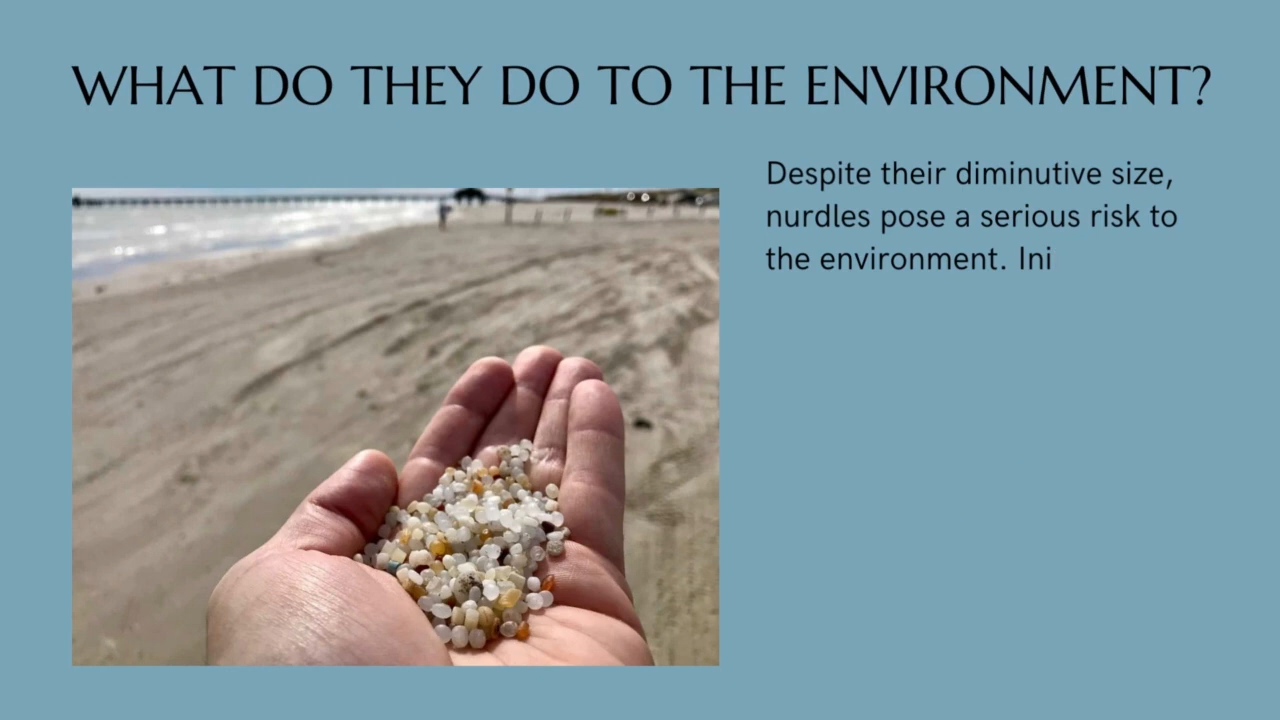 WHAT DO THEY DO TO THE ENVIRONMENT?
Despite their diminutive size,
nurdles pose a serious risk to
the environment. Ini